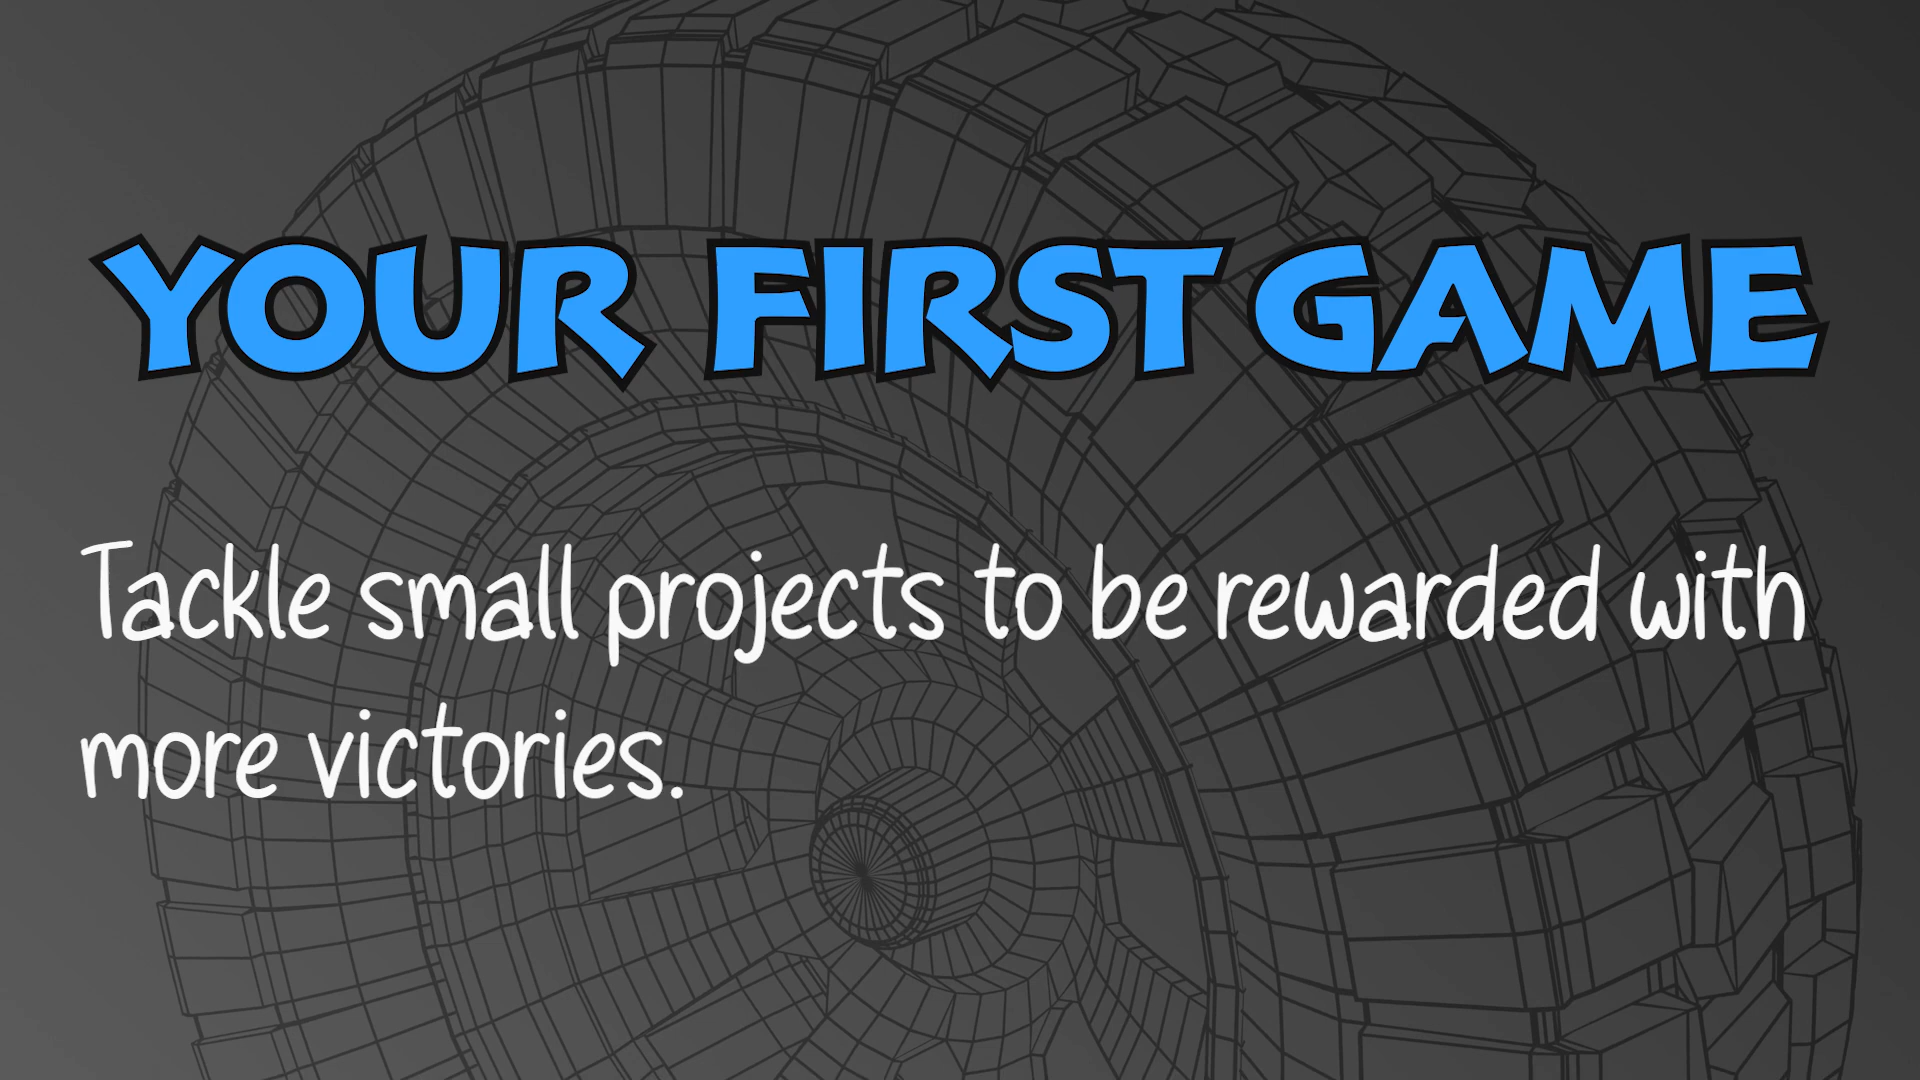 YOUR FIRST GAME
Tackle small projects to be rewarded with
more victories.